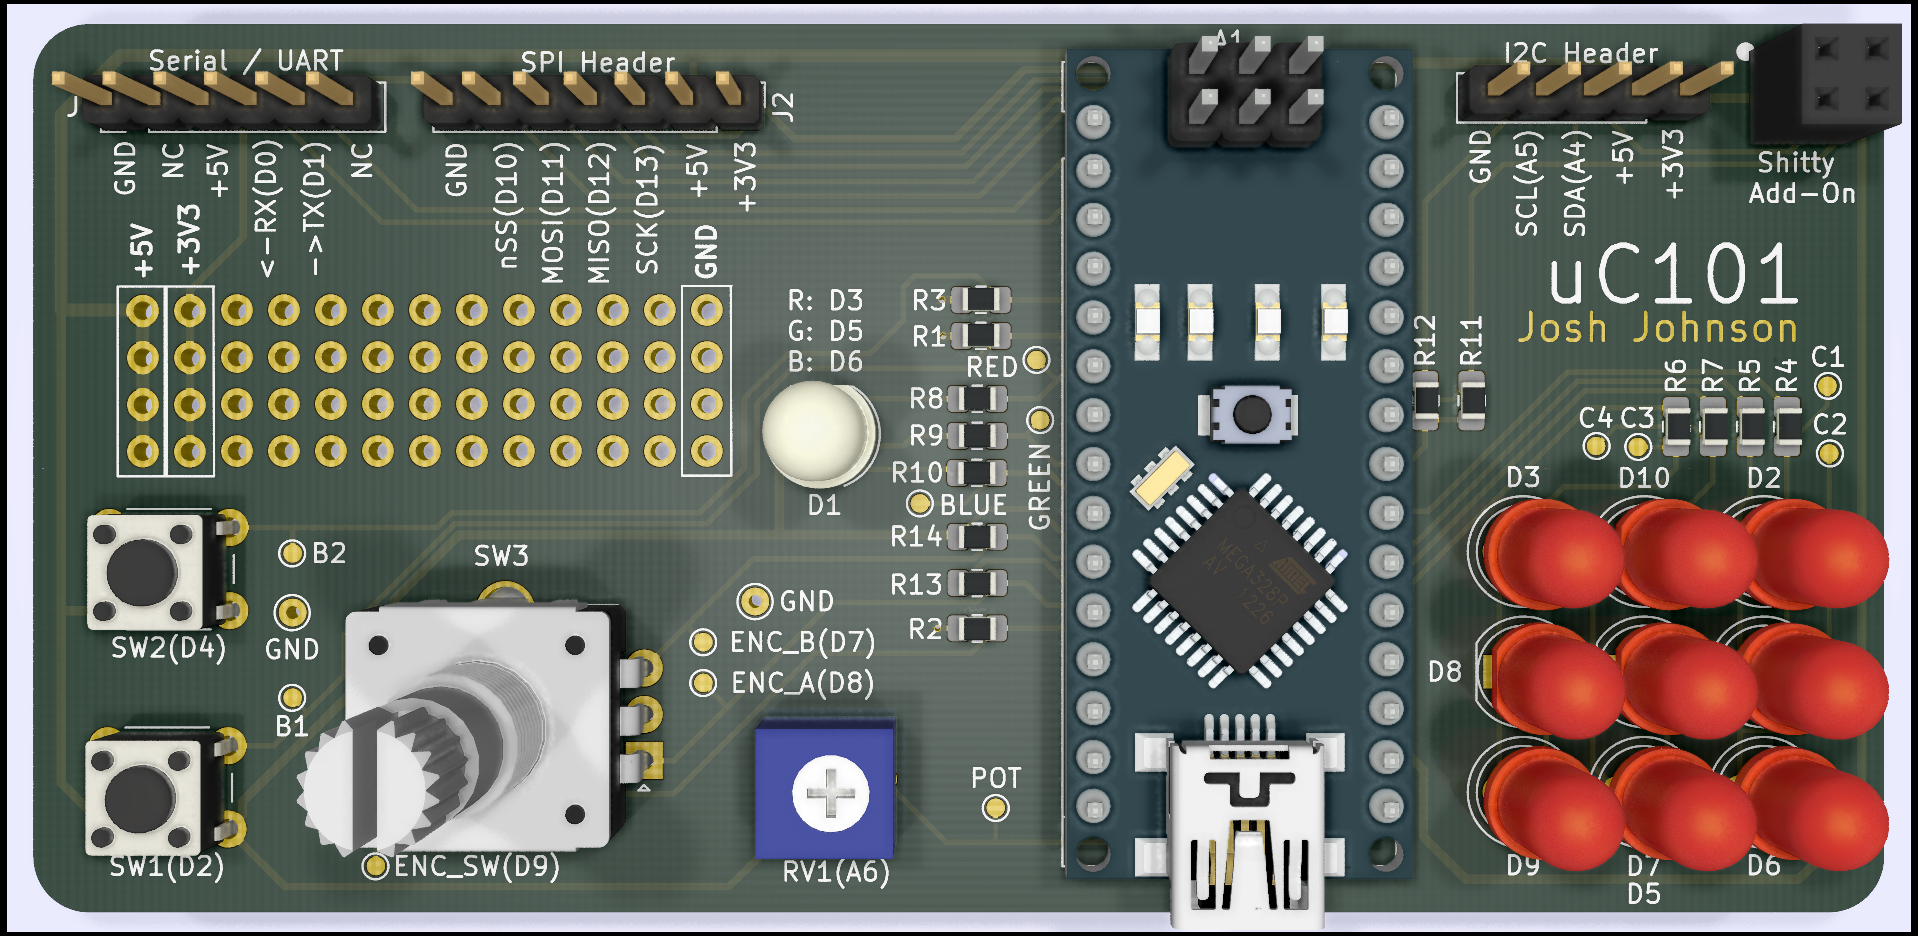 Serial / UART
SPI Header
A1
I2C Header
J
J2
GND
NC
+5V
<-RX(D0)
->TX(D1)
NC
GND
nSS(D10)
MOSI(D11)
MISO(D12)
SCK(D13)
+5V
+3V3
GND
SCL(A5)
SDA(A4)
+5V
+3V3
Shitty
Add-On
+5V
+3V3
GND
uC101
Josh Johnson
R: D3
G: D5
B: D6
R3
R1
RED
R8
R9
R10
BLUE
GREEN
R14
R13
R2
D1
R12
R11
R6
R7
R5
R4
C1
C4
C3
C2
D3
D10
D2
D8
D9
D7
D6
D5
MEGA328P
AV
1226
B2
GND
B1
SW2(D4)
SW1(D2)
SW3
GND
ENC_B(D7)
ENC_A(D8)
ENC_SW(D9)
RV1(A6)
POT